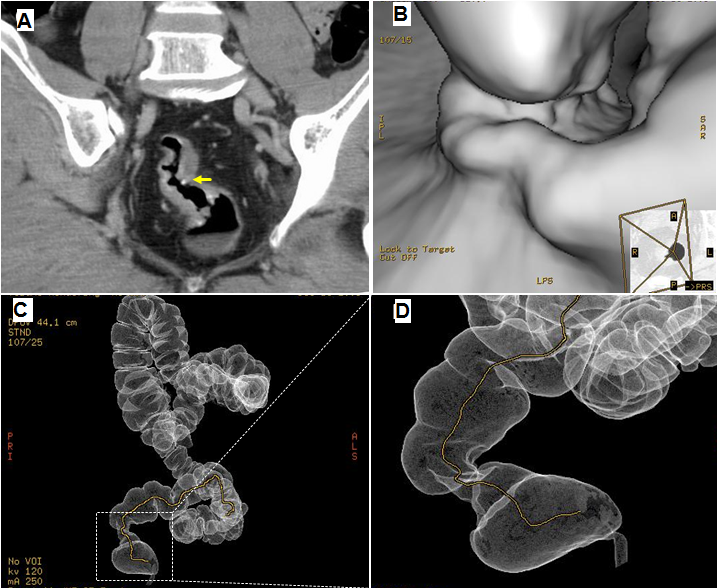 A
B
107/15
I
P
L
S
A
R
Lock to Target
Cut Off
LPS
A
R
L
P
->PRS
C
DFOV 44.1 cm
STND
107/25
P
R
I
A
L
S
No VOI
kv 120
mA 250
D